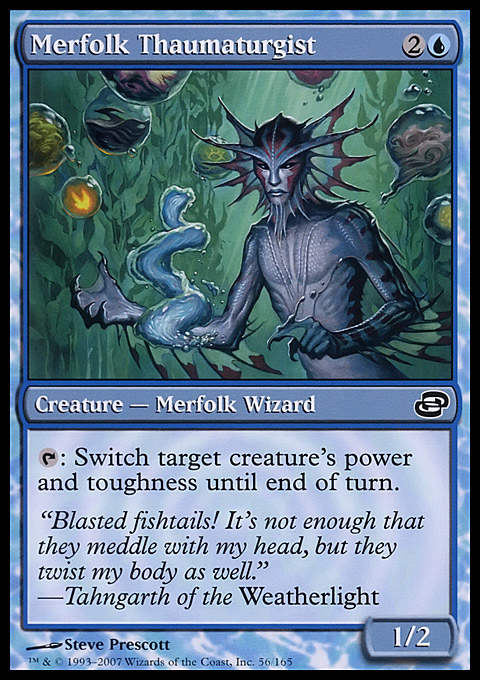 Merfolk Thaumaturgist 2
Creature — Merfolk Wizard
: Switch target creature's power
and toughness until end of turn.
“Blasted fishtails! It's not enough that
they meddle with my head, but they
twist my body as well.”
—Tahngarth of the Weatherlight
1/2
Steve Prescott
™ & © 1993–2007 Wizards of the Coast, Inc. 56/165